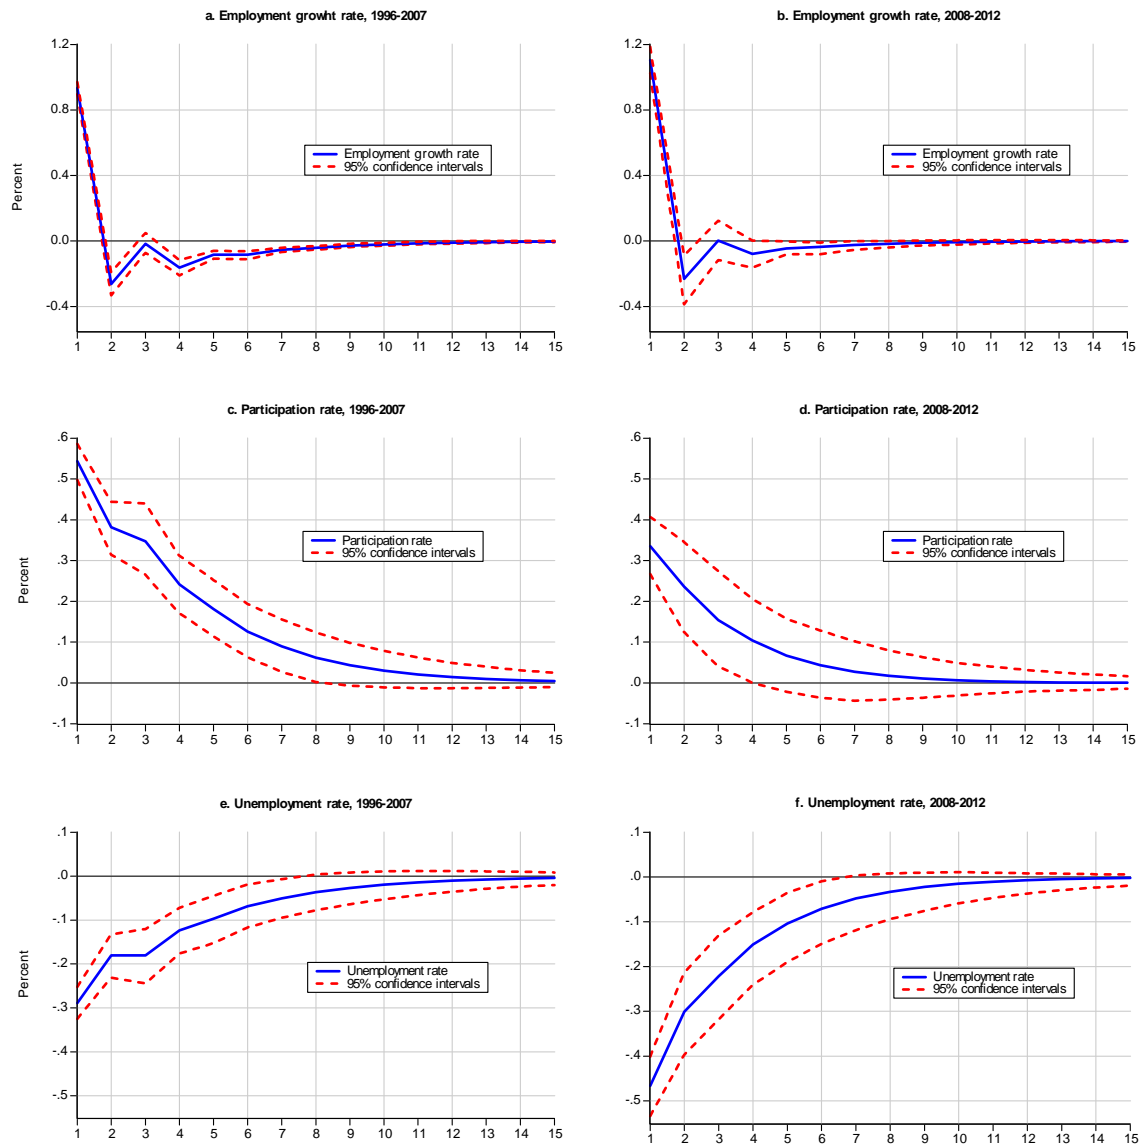 a. Employment growht rate, 1996-2007
1.2
0.8
0.4
0.0
-0.4
Percent
Employment growth rate
95% confidence intervals
1 2 3 4 5 6 7 8 9 10 11 12 13 14 15
b. Employment growth rate, 2008-2012
1.2
0.8
0.4
0.0
-0.4
Employment growth rate
95% confidence intervals
1 2 3 4 5 6 7 8 9 10 11 12 13 14 15
c. Participation rate, 1996-2007
.6
.5
.4
.3
.2
.1
.0
-.1
Percent
Participation rate
95% confidence intervals
1 2 3 4 5 6 7 8 9 10 11 12 13 14 15
d. Participation rate, 2008-2012
.6
.5
.4
.3
.2
.1
.0
-.1
Participation rate
95% confidence intervals
1 2 3 4 5 6 7 8 9 10 11 12 13 14 15
e. Unemployment rate, 1996-2007
.1
.0
-.1
-.2
-.3
-.4
-.5
Percent
Unemployment rate
95% confidence intervals
1 2 3 4 5 6 7 8 9 10 11 12 13 14 15
f. Unemployment rate, 2008-2012
.1
.0
-.1
-.2
-.3
-.4
-.5
Unemployment rate
95% confidence intervals
1 2 3 4 5 6 7 8 9 10 11 12 13 14 15